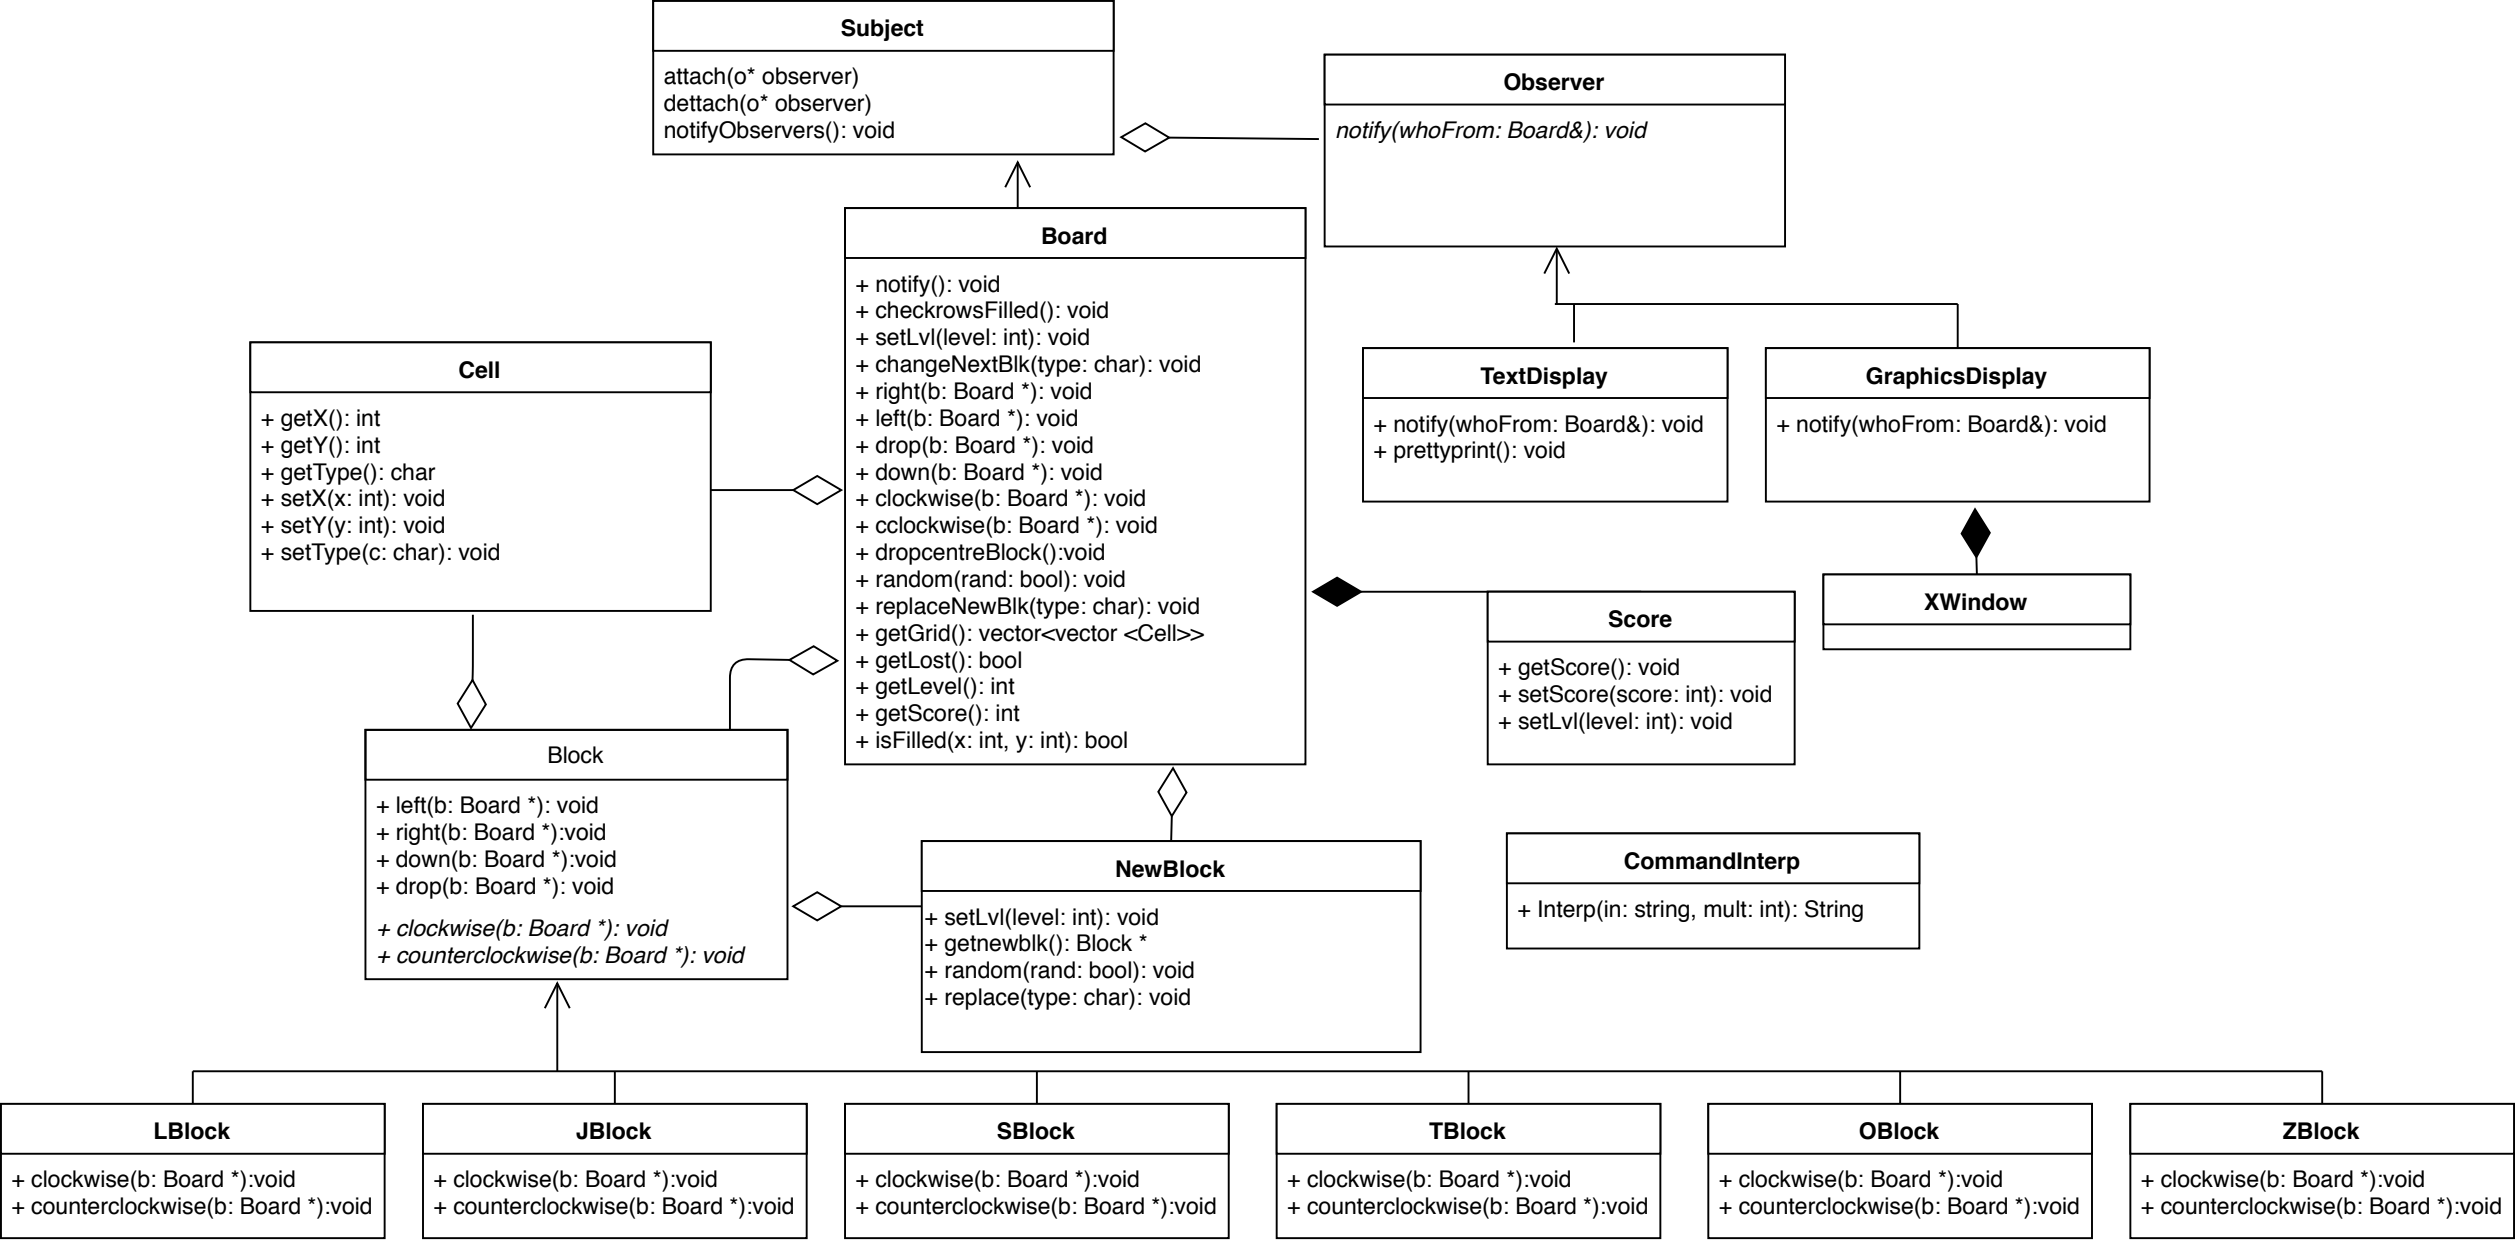 Subject
attach(o* observer)
dettach(o* observer)
notifyObservers(): void
Observer
notify(whoFrom: Board&): void
Board
+ notify(): void
+ checkrowsFilled(): void
+ setLvl(level: int): void
+ changeNextBlk(type: char): void
+ right(b: Board *): void
+ left(b: Board *): void
+ drop(b: Board *): void
+ down(b: Board *): void
+ clockwise(b: Board *): void
+ cclockwise(b: Board *): void
+ dropcentreBlock():void
+ random(rand: bool): void
+ replaceNewBlk(type: char): void
+ getGrid(): vector<vector <Cell>>
+ getLost(): bool
+ getLevel(): int
+ getScore(): int
+ isFilled(x: int, y: int): bool
Cell
+ getX(): int
+ getY(): int
+ getType(): char
+ setX(x: int): void
+ setY(y: int): void
+ setType(c: char): void
TextDisplay
+ notify(whoFrom: Board&): void
+ prettyprint(): void
GraphicsDisplay
+ notify(whoFrom: Board&): void
XWindow
Score
+ getScore(): void
+ setScore(score: int): void
+ setLvl(level: int): void
Block
+ left(b: Board *): void
+ right(b: Board *):void
+ down(b: Board *):void
+ drop(b: Board *): void
+ clockwise(b: Board *): void
+ counterclockwise(b: Board *): void
NewBlock
+ setLvl(level: int): void
+ getnewblk(): Block *
+ random(rand: bool): void
+ replace(type: char): void
CommandInterp
+ Interp(in: string, mult: int): String
LBlock
+ clockwise(b: Board *):void
+ counterclockwise(b: Board *):void
JBlock
+ clockwise(b: Board *):void
+ counterclockwise(b: Board *):void
SBlock
+ clockwise(b: Board *):void
+ counterclockwise(b: Board *):void
TBlock
+ clockwise(b: Board *):void
+ counterclockwise(b: Board *):void
OBlock
+ clockwise(b: Board *):void
+ counterclockwise(b: Board *):void
ZBlock
+ clockwise(b: Board *):void
+ counterclockwise(b: Board *):void